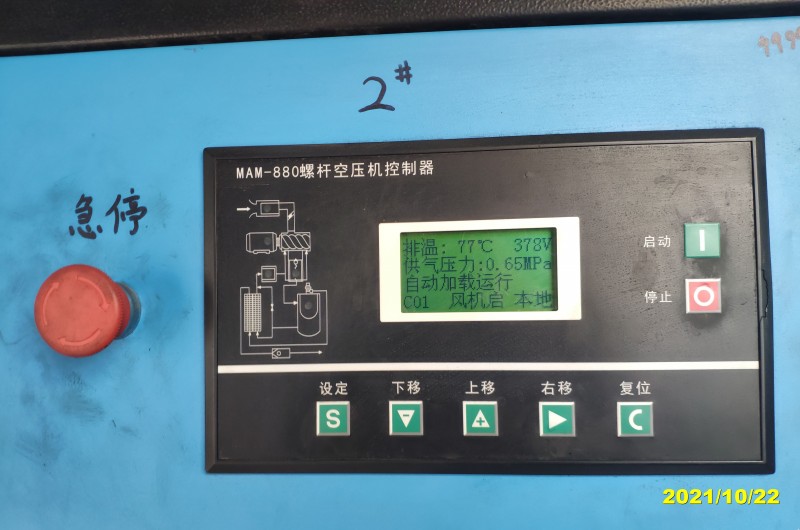 2#
急停
MAM-880螺杆空压机控制器
排温: 77℃ 378V
供气压力:0.65MPa
自动加载运行
C01 风机启 本地
启动
停止
设定 下移 上移 右移 复位
S C
2021/10/22